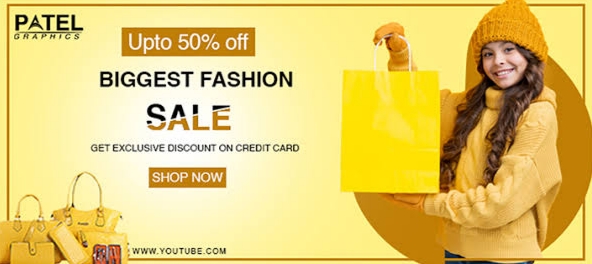 PATEL
GRAPHICS
Upto 50% off
BIGGEST FASHION
SALE
GET EXCLUSIVE DISCOUNT ON CREDIT CARD
SHOP NOW
WWW.YOUTUBE.COM